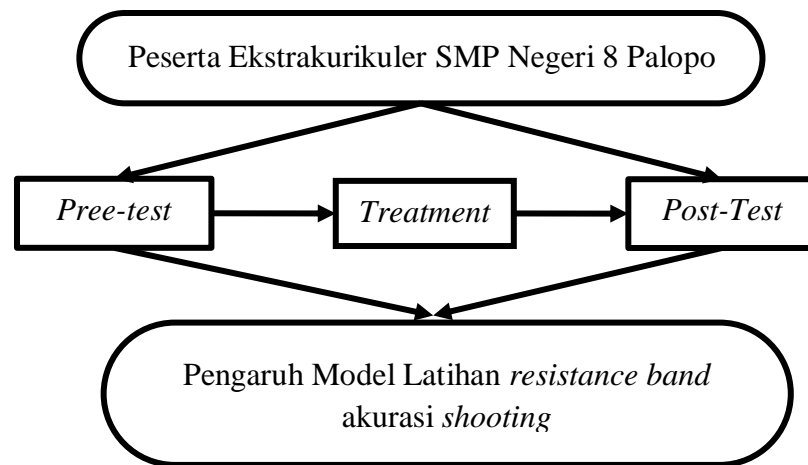 Peserta Ekstrakurikuler SMP Negeri 8 Palopo
Pree-test
Treatment
Post-Test
Pengaruh Model Latihan resistance band
akurasi shooting